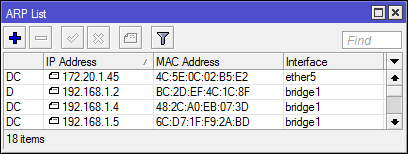 ARP List
Find
IP Address MAC Address Interface
DC 172.20.1.45 4C:5E:0C:02:B5:E2 ether5
D 192.168.1.2 BC:2D:EF:4C:1C:8F bridge1
DC 192.168.1.4 48:2C:A0:EB:07:3D bridge1
DC 192.168.1.5 6C:D7:1F:F9:2A:BD bridge1
18 items